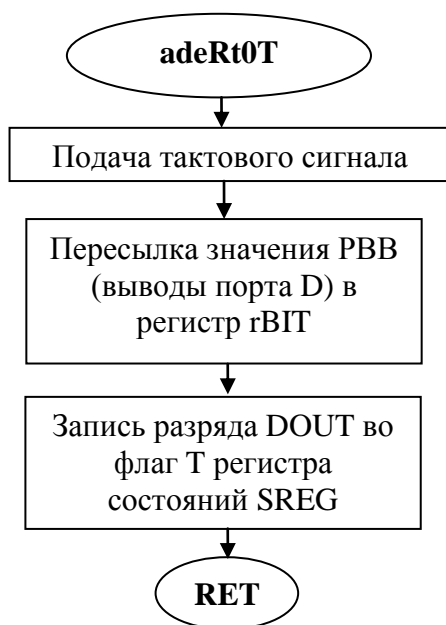 adeRt0T
Подача тактового сигнала
Пересылка значения PBB
(выводы порта D) в
регистр rBIT
Запись разряда DOUT во
флаг T регистра
состояний SREG
RET